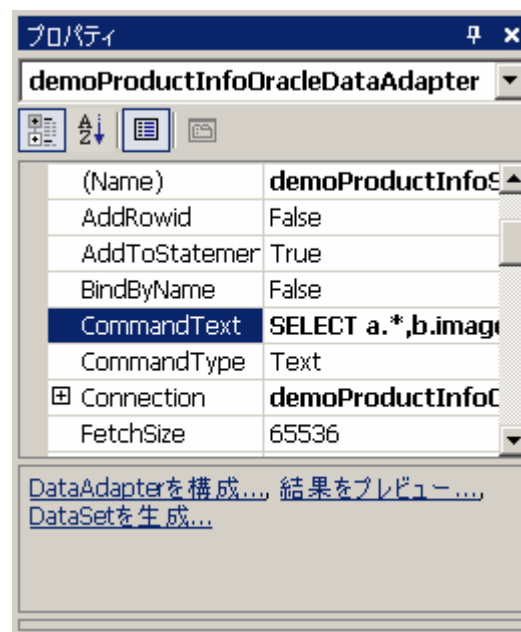 プロパティ
demoProductInfoOracleDataAdapter
(Name) demoProductInfoS
AddRowid False
AddToStatemer True
BindByName False
CommandText SELECT a.*,b.image
CommandType Text
Connection demoProductInfoC
FetchSize 65536
DataAdapterを構成..., 結果をプレビュー...,
DataSetを生成...